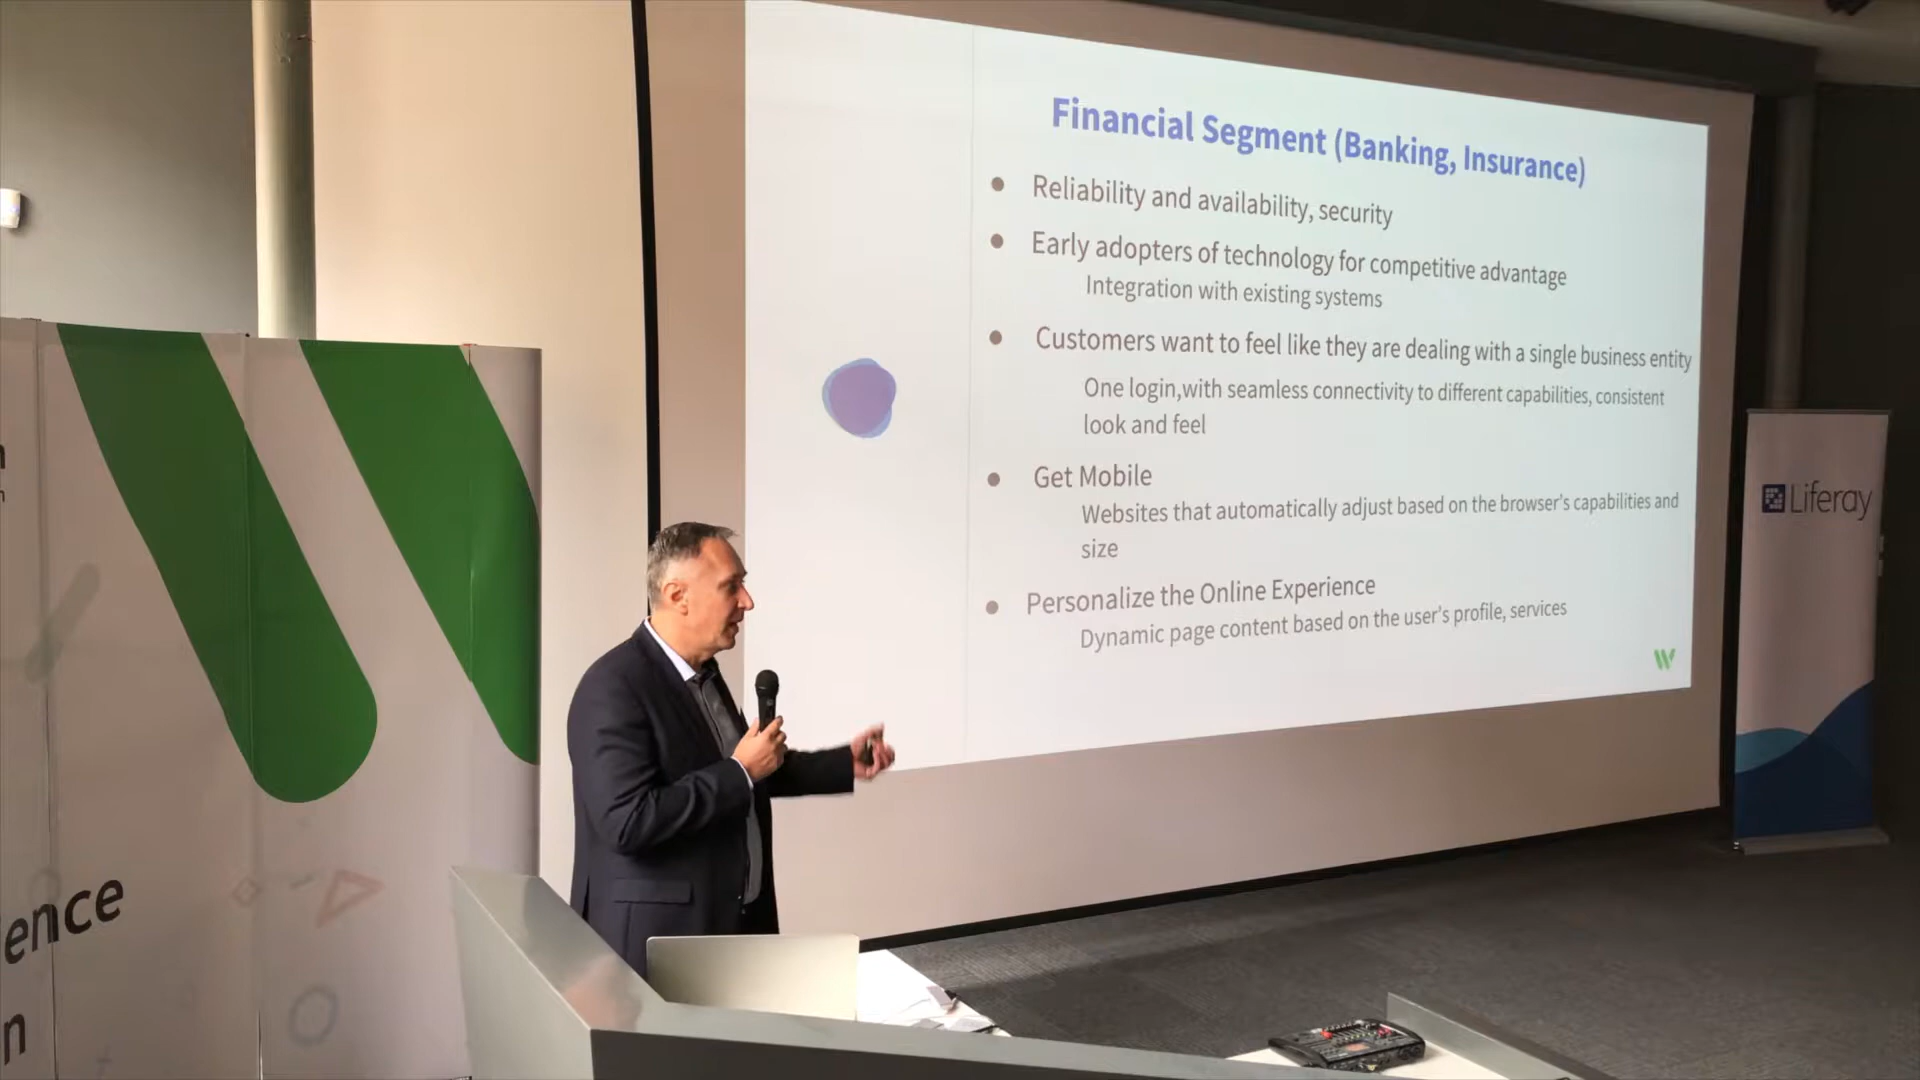 Financial Segment (Banking, Insurance)
Reliability and availability, security
Early adopters of technology for competitive advantage
Integration with existing systems
Customers want to feel like they are dealing with a single business entity
One login,with seamless connectivity to different capabilities, consistent
look and feel
Get Mobile
Websites that automatically adjust based on the browser's capabilities and
size
Personalize the Online Experience
Dynamic page content based on the user's profile, services
Liferay
ence
n